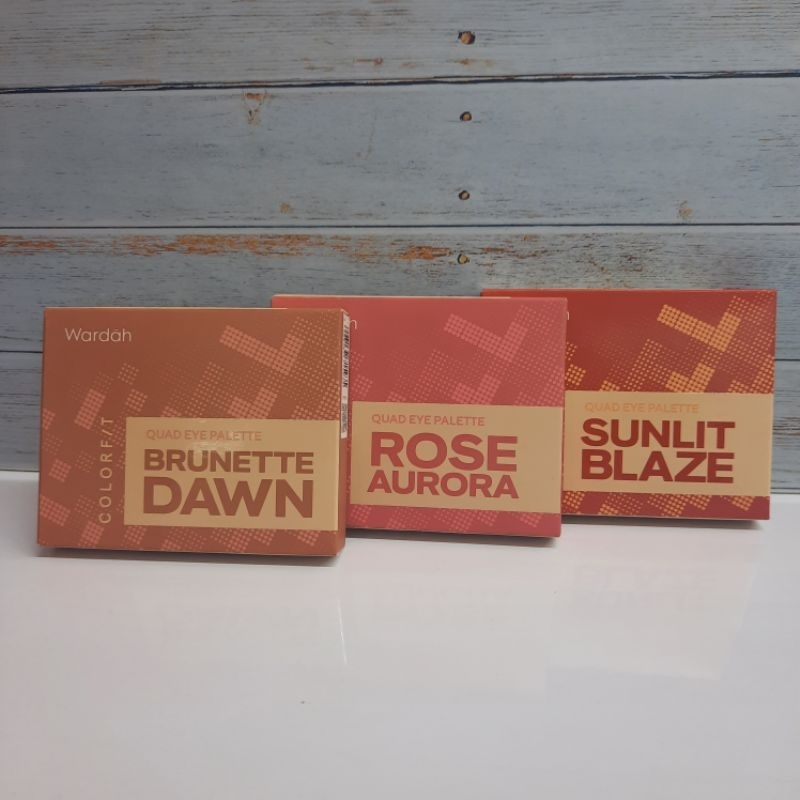 Wardah
COLORFIT
QUAD EYE PALETTE
BRUNETTE
DAWN
QUAD EYE PALETTE
ROSE
AURORA
QUAD EYE PALETTE
SUNLIT
BLAZE